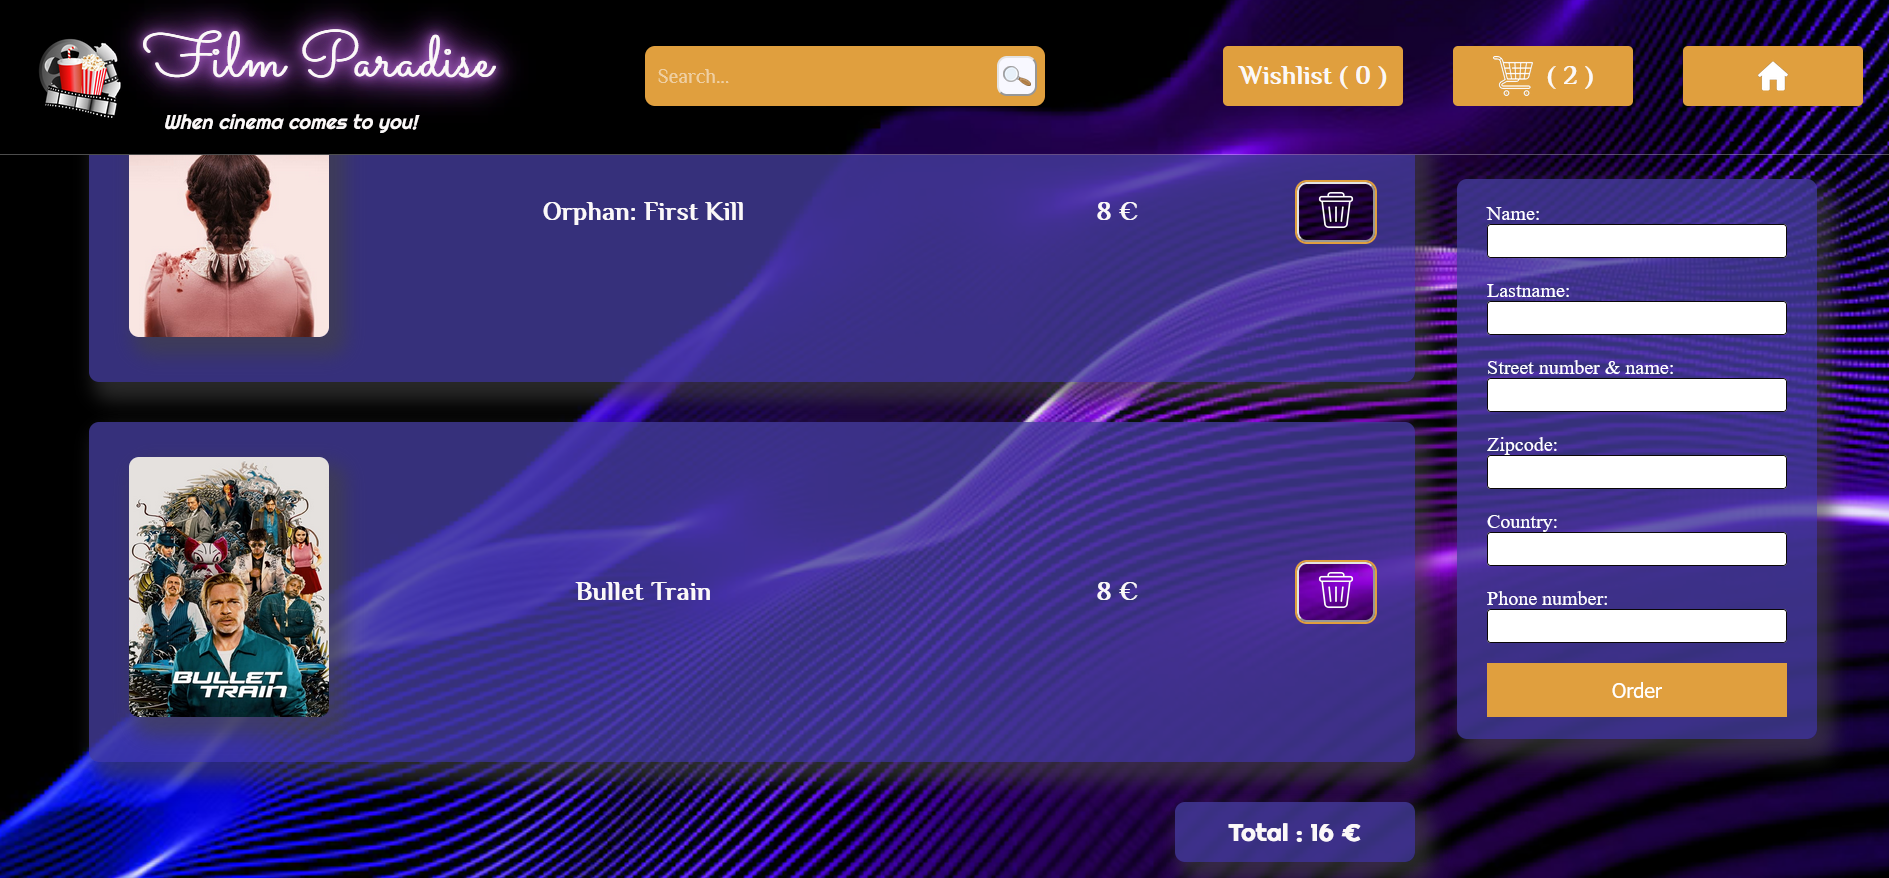 Film Paradise
When cinema comes to you!
Search...
Wishlist ( 0 )
( 2 )
Orphan: First Kill
8 €
Bullet Train
8 €
BULLET
TRAIN
Total : 16 €
Name:
Lastname:
Street number & name:
Zipcode:
Country:
Phone number:
Order